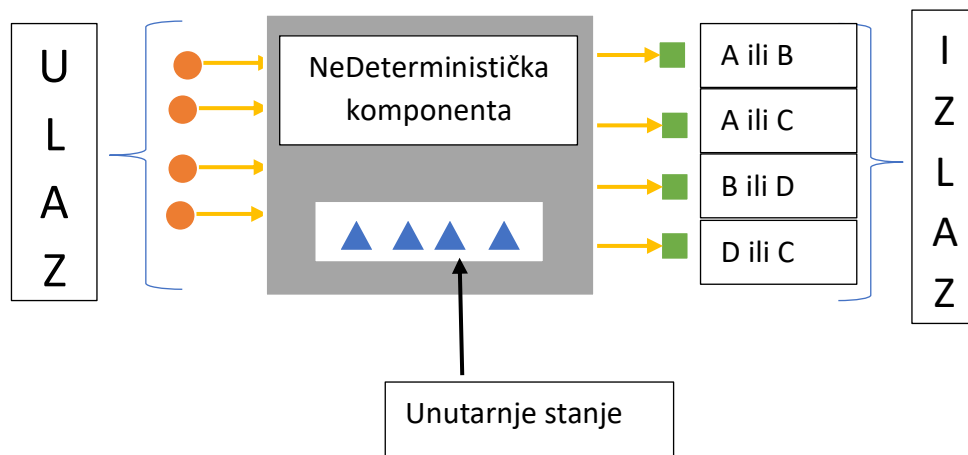 U
L
A
Z
NeDeterministička
komponenta
A ili B
A ili C
B ili D
D ili C
I
Z
L
A
Z
Unutarnje stanje